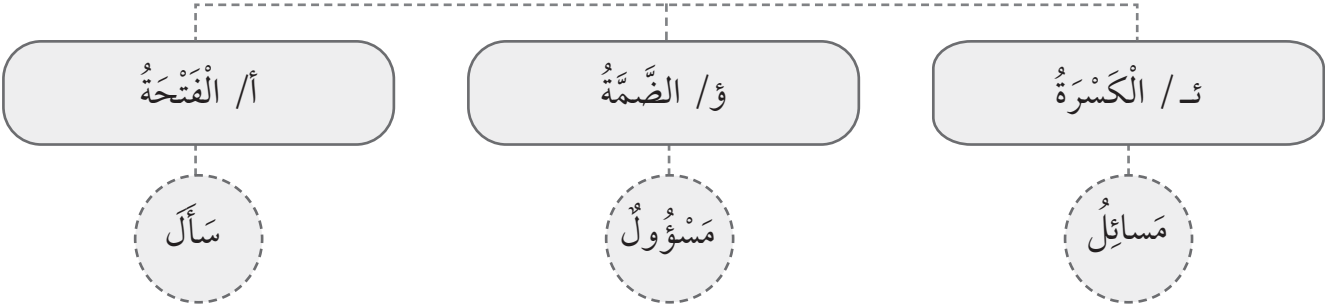 ئـ / الْكَسْرَةُ
ؤ/ الضَّمَّةُ
أ/ الْفَتْحَةُ
مَسائِلُ
مَسْؤُولٌ
سَأَلَ